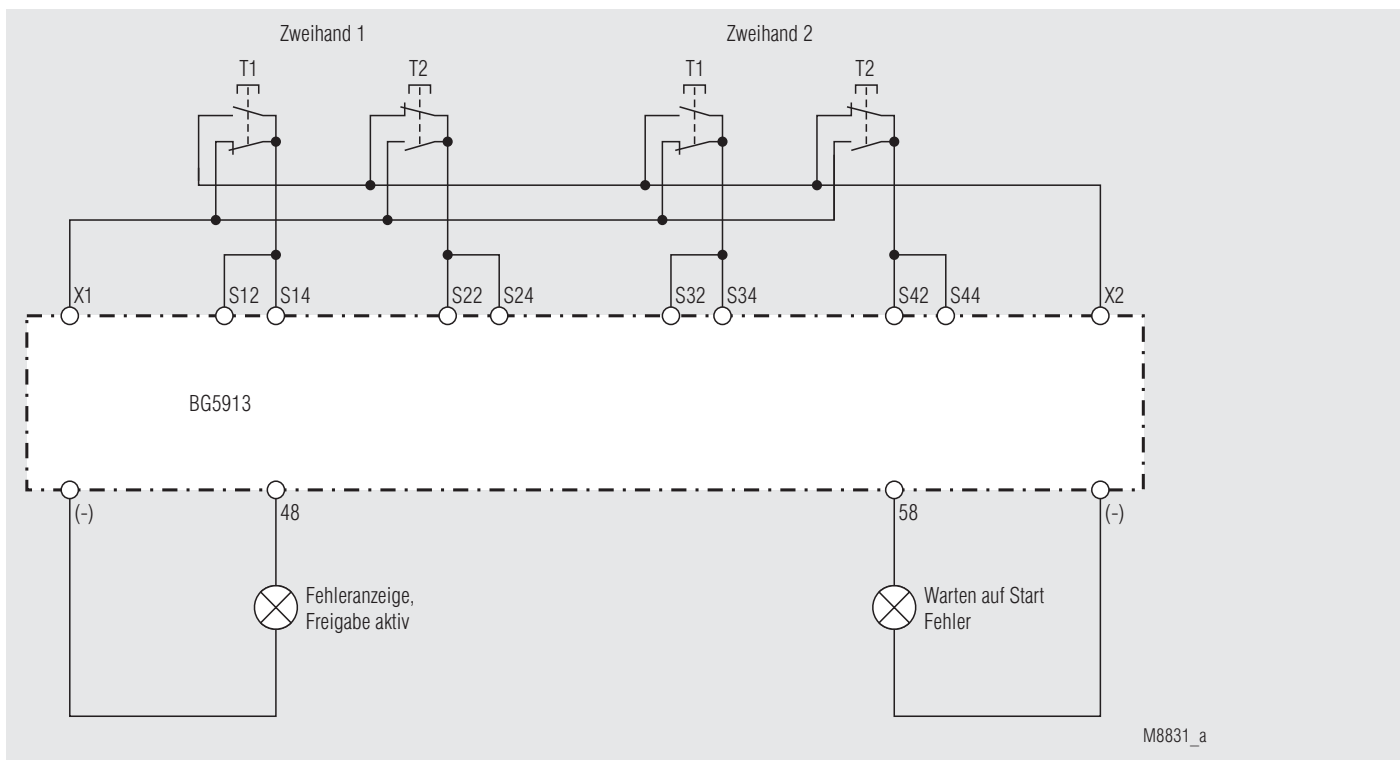 Zweihand 1
Zweihand 2
T1
T2
T1
T2
X1
S12
S14
S22
S24
S32
S34
S42
S44
X2
BG5913
(-)
48
58
(-)
Fehleranzeige,
Freigabe aktiv
Warten auf Start
Fehler
M8831_a